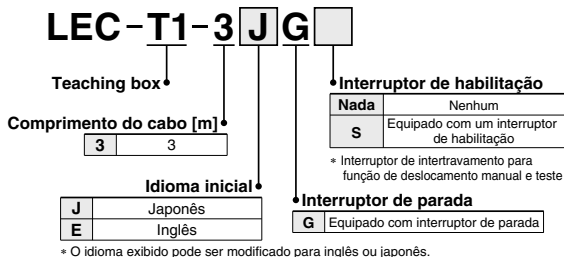 LEC-T1-3JG
Teaching box
Comprimento do cabo [m]
3 3
Idioma inicial
J Japonês
E Inglês
* O idioma exibido pode ser modificado para inglês ou japonês.
Interruptor de habilitação
Nada Nenhum
S Equipado com um interruptor
de habilitação
* Interruptor de intertravamento para
função de deslocamento manual e teste
Interruptor de parada
G Equipado com interruptor de parada